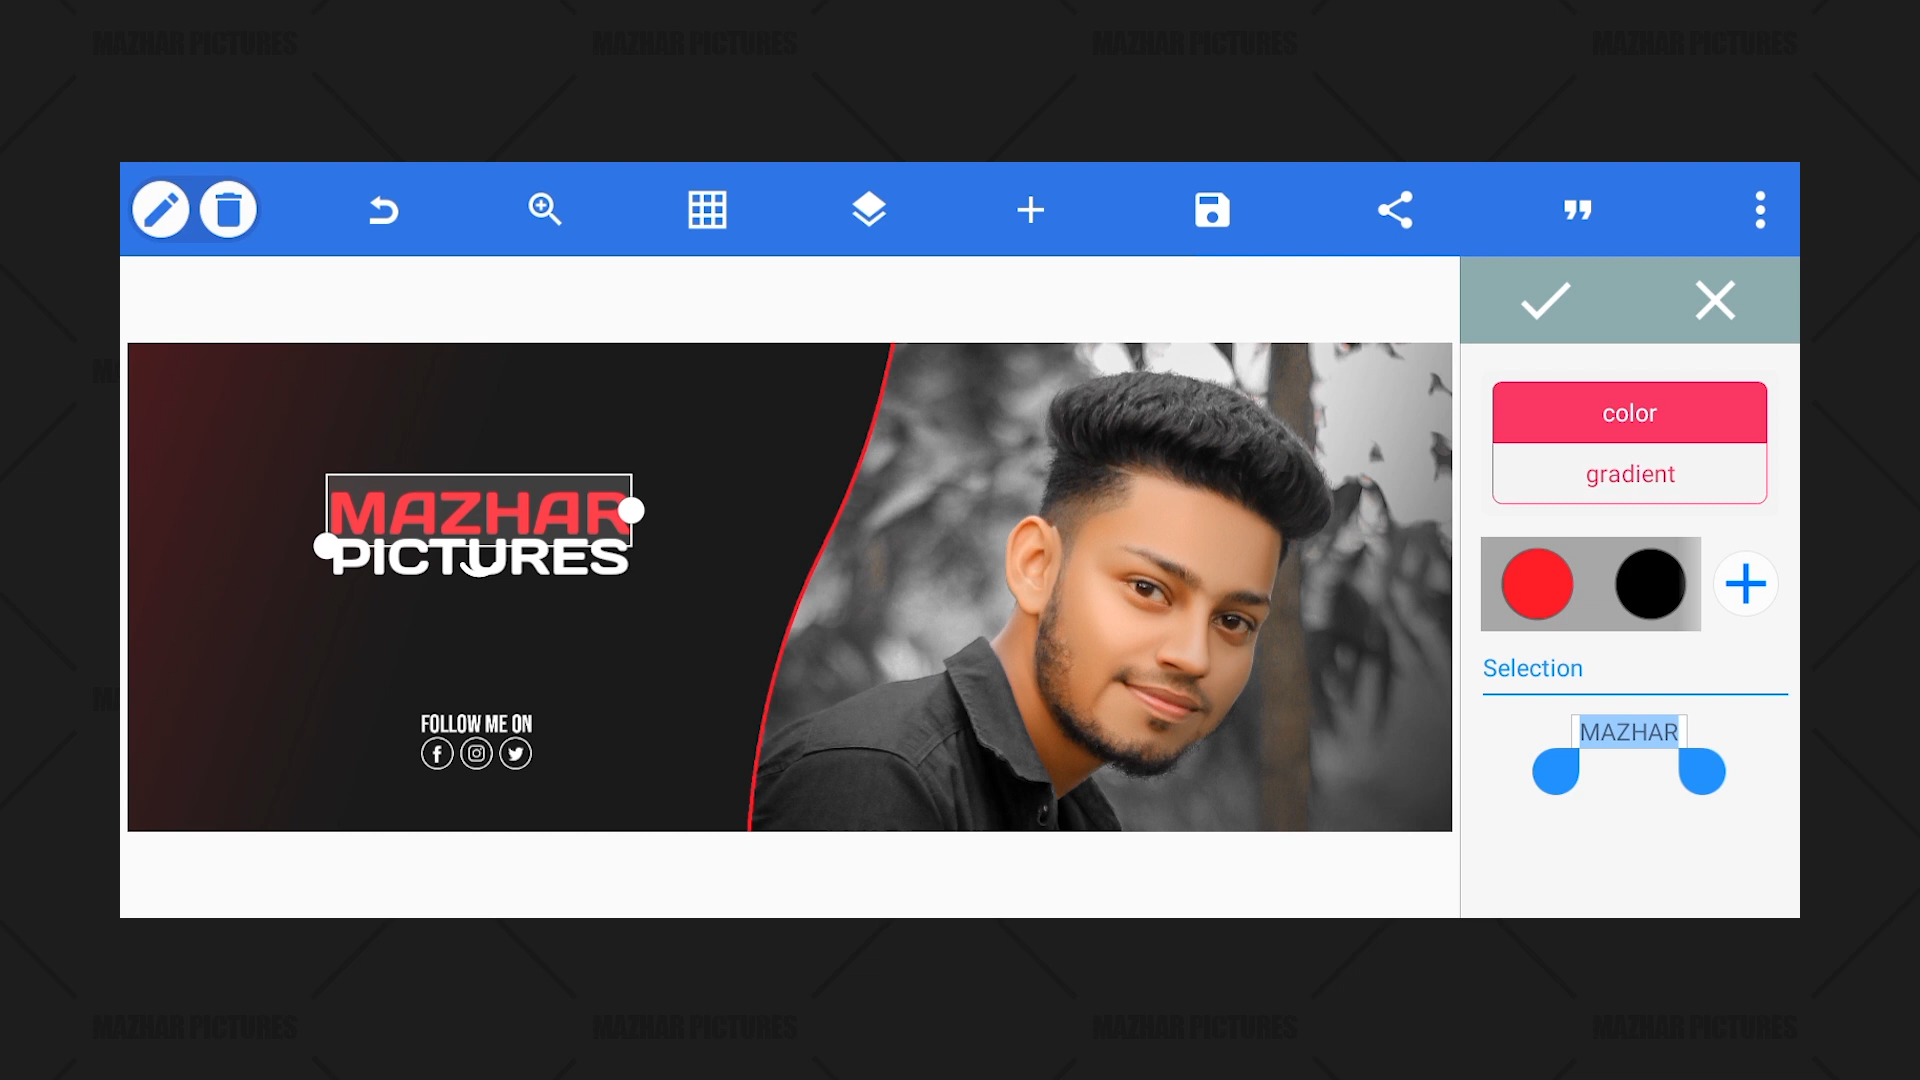 MAZHAR PICTURES MAZHAR PICTURES MAZHAR PICTURES MAZHAR PICTURES
color
gradient
MAZHAR
PICTURES
Selection
MAZHAR
FOLLOW ME ON
MAZHAR PICTURES MAZHAR PICTURES MAZHAR PICTURES MAZHAR PICTURES